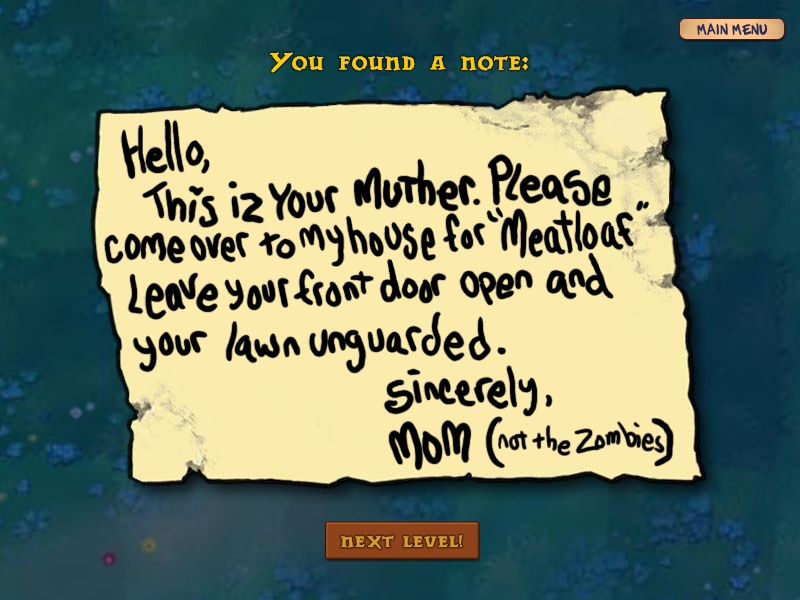 MAIN MENU
You found a note:
Hello,
This iz Your Muther. Please
come over to my house for "Meatloaf"
Leave your front door open and
your lawn unguarded.
Sincerely,
MOM (not the Zombies)
NEXT LEVEL!